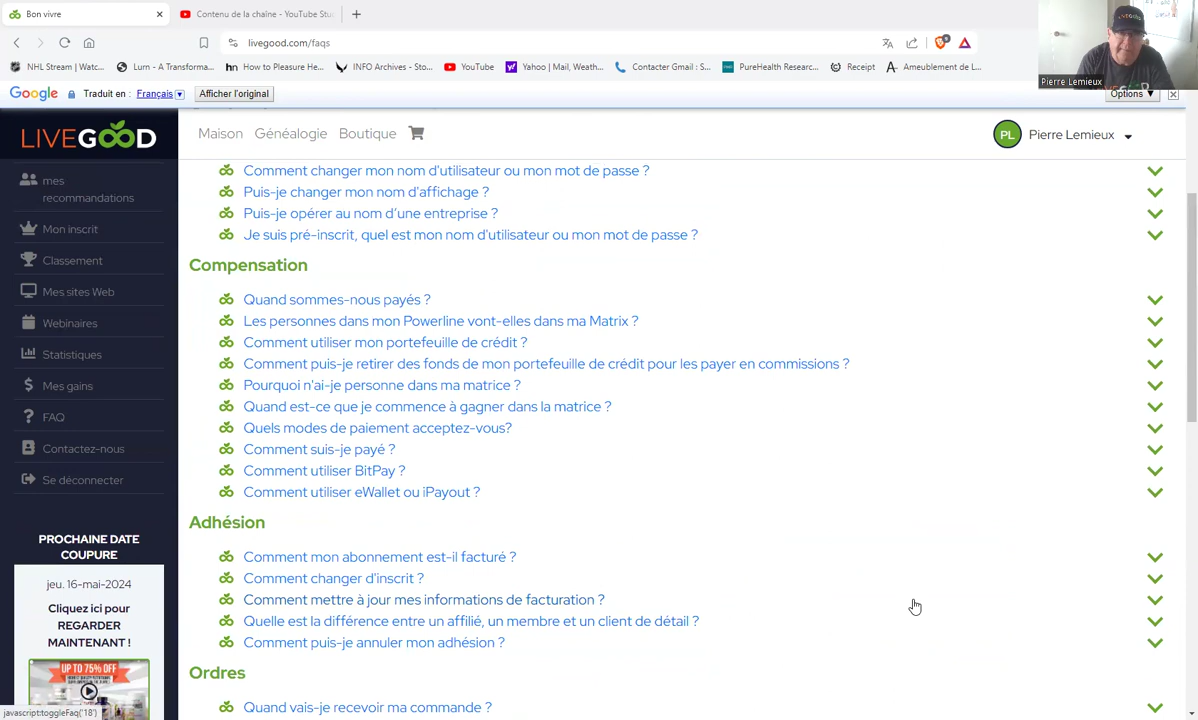 Bon vivre
Contenu de la chaîne - YouTube Stu
livegood.com/faqs
NHL Stream | Watc...
Lurn - A Transforma...
How to Pleasure He...
INFO Archives - Sto...
YouTube
Yahoo | Mail, Weath...
Contacter Gmail : S...
PureHealth Researc...
Receipt
Ameublement de L...
Pierre Lemieux
Google Traduit en : Français Afficher l'original Options
LIVEGOOD
Maison Généalogie Boutique
PL Pierre Lemieux
mes
recommandations
Mon inscrit
Classement
Mes sites Web
Webinaires
Statistiques
Mes gains
FAQ
Contactez-nous
Se déconnecter
PROCHAINE DATE
COUPURE
jeu. 16-mai-2024
Cliquez ici pour
REGARDER
MAINTENANT !
UP TO 75% OFF
javascript:toggleFaq('18')
Comment changer mon nom d'utilisateur ou mon mot de passe ?
Puis-je changer mon nom d'affichage ?
Puis-je opérer au nom d'une entreprise ?
Je suis pré-inscrit, quel est mon nom d'utilisateur ou mon mot de passe ?
Compensation
Quand sommes-nous payés ?
Les personnes dans mon Powerline vont-elles dans ma Matrix ?
Comment utiliser mon portefeuille de crédit ?
Comment puis-je retirer des fonds de mon portefeuille de crédit pour les payer en commissions ?
Pourquoi n'ai-je personne dans ma matrice ?
Quand est-ce que je commence à gagner dans la matrice ?
Quels modes de paiement acceptez-vous?
Comment suis-je payé ?
Comment utiliser BitPay ?
Comment utiliser eWallet ou iPayout ?
Adhésion
Comment mon abonnement est-il facturé ?
Comment changer d'inscrit ?
Comment mettre à jour mes informations de facturation ?
Quelle est la différence entre un affilié, un membre et un client de détail ?
Comment puis-je annuler mon adhésion ?
Ordres
Quand vais-je recevoir ma commande ?